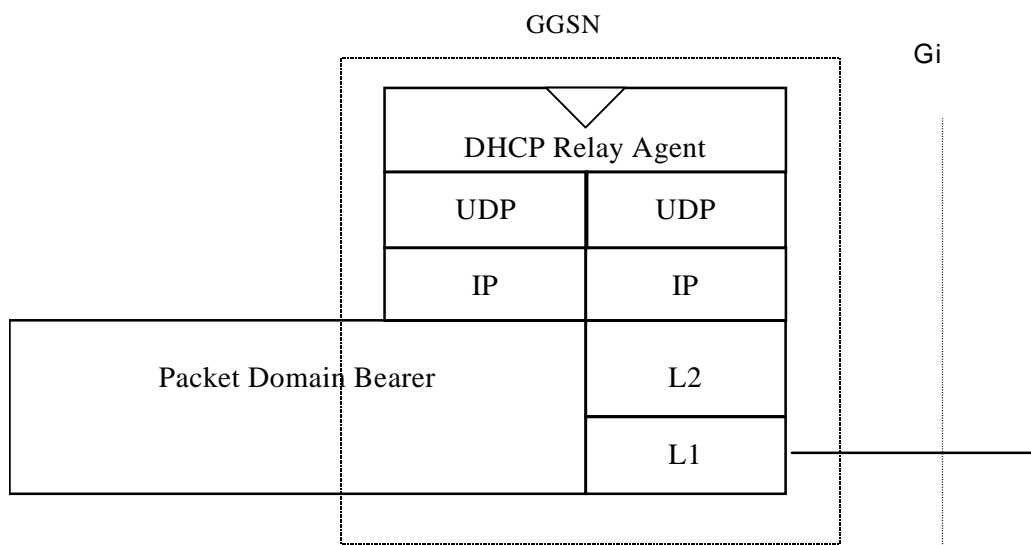 GGSN
Gi
DHCP Relay Agent
UDP
UDP
IP
IP
Packet Domain Bearer
L2
L1